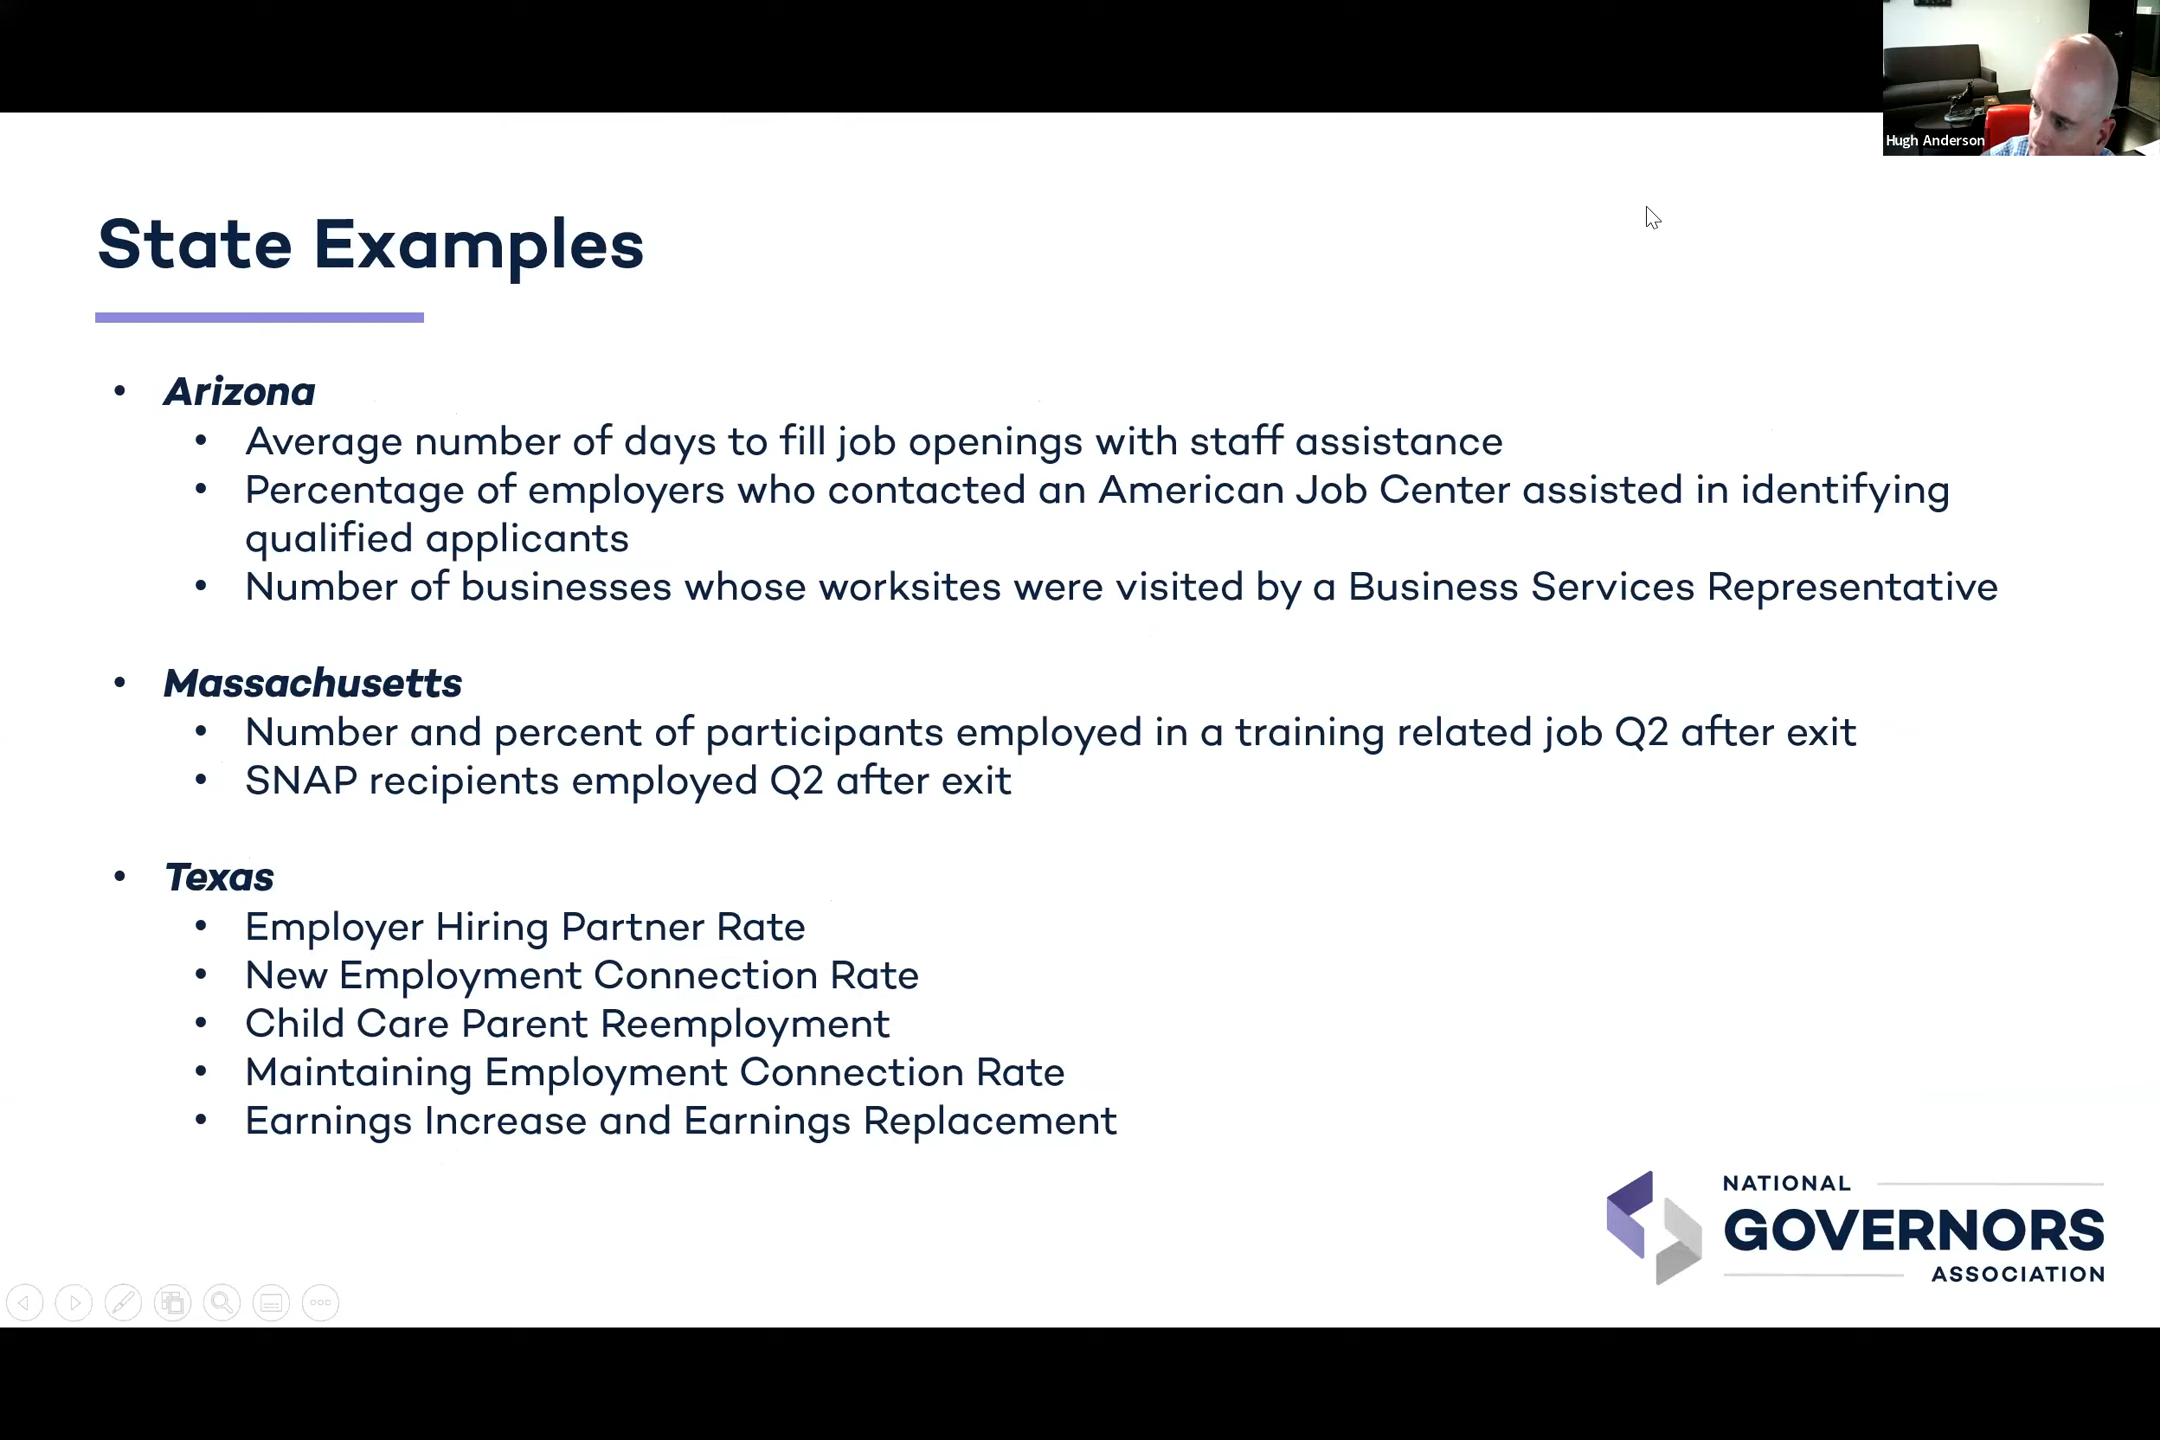 Hugh Anderson
State Examples
• Arizona
• Average number of days to fill job openings with staff assistance
• Percentage of employers who contacted an American Job Center assisted in identifying
qualified applicants
• Number of businesses whose worksites were visited by a Business Services Representative
• Massachusetts
• Number and percent of participants employed in a training related job Q2 after exit
• SNAP recipients employed Q2 after exit
• Texas
• Employer Hiring Partner Rate
• New Employment Connection Rate
• Child Care Parent Reemployment
• Maintaining Employment Connection Rate
• Earnings Increase and Earnings Replacement
NATIONAL
GOVERNORS
ASSOCIATION